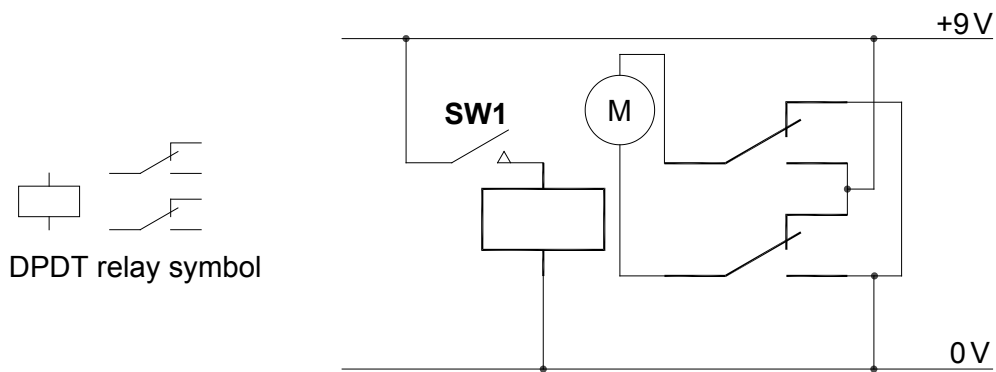 +9 V
SW1
M
DPDT relay symbol
0 V